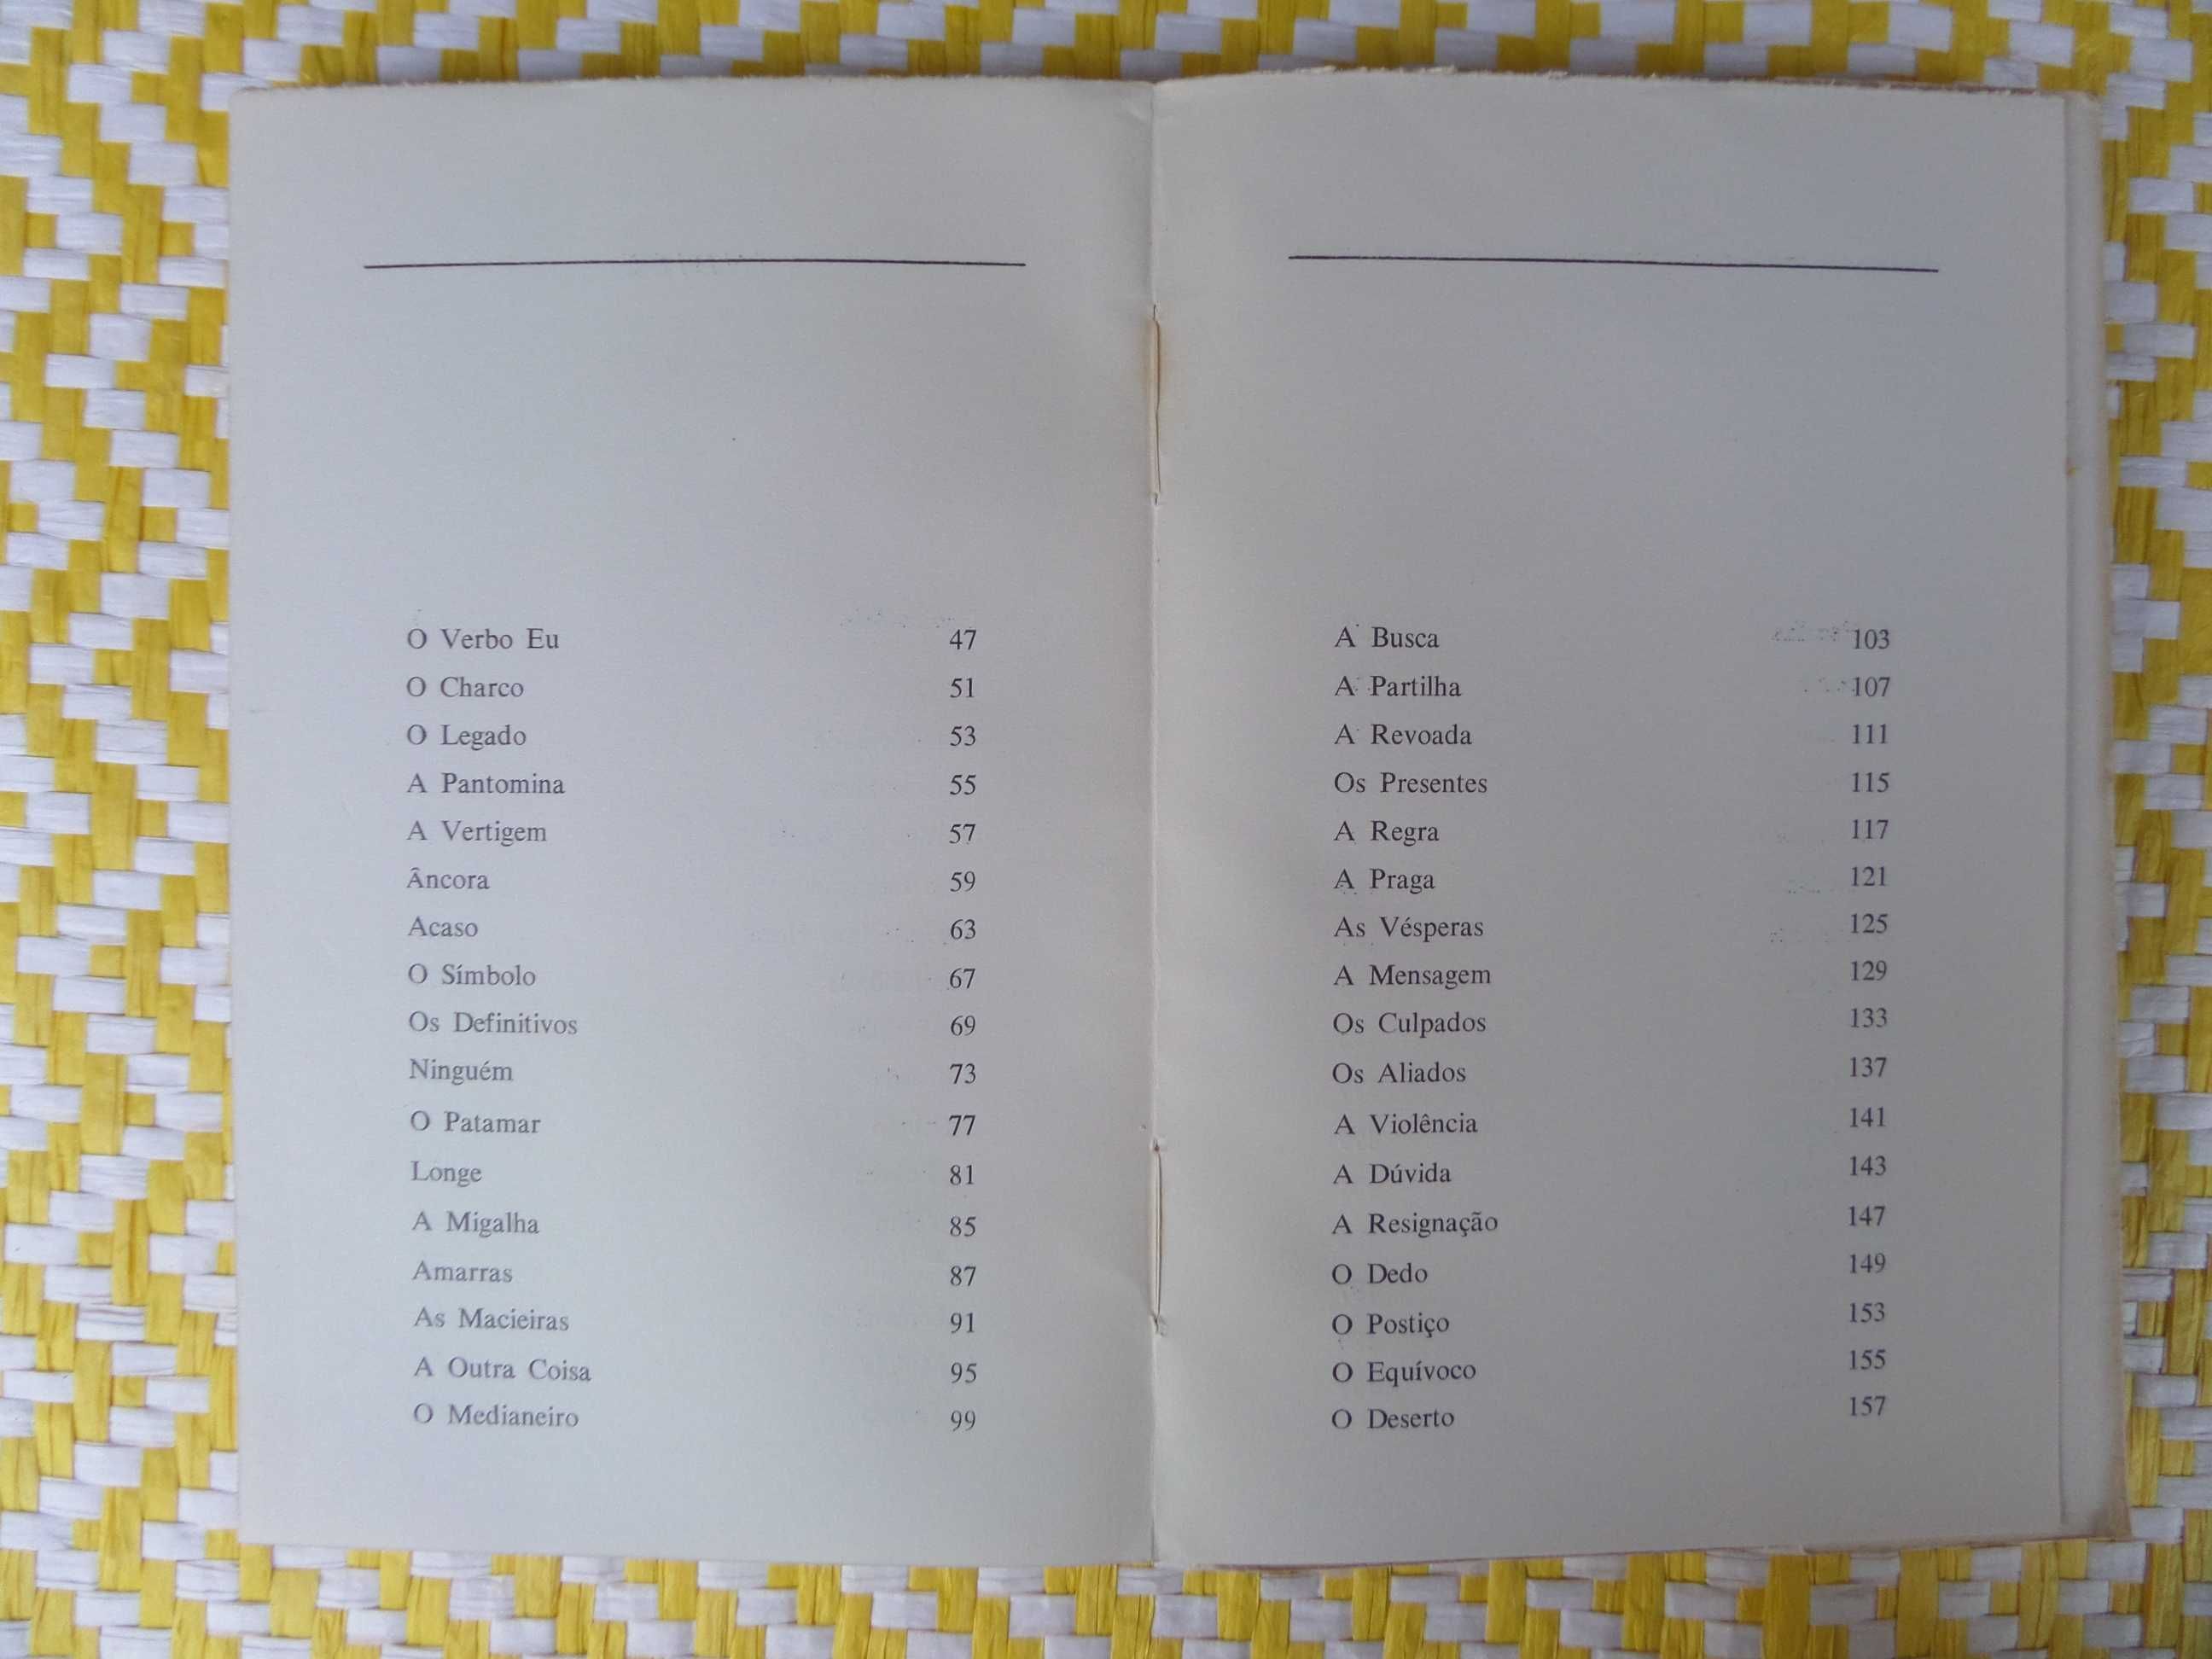 O Verbo Eu 47
O Charco 51
O Legado 53
A Pantomina 55
A Vertigem 57
Âncora 59
Acaso 63
O Símbolo 67
Os Definitivos 69
Ninguém 73
O Patamar 77
Longe 81
A Migalha 85
Amarras 87
As Macieiras 91
A Outra Coisa 95
O Medianeiro 99
A Busca 103
A Partilha 107
A Revoada 111
Os Presentes 115
A Regra 117
A Praga 121
As Vésperas 125
A Mensagem 129
Os Culpados 133
Os Aliados 137
A Violência 141
A Dúvida 143
A Resignação 147
O Dedo 149
O Postiço 153
O Equívoco 155
O Deserto 157